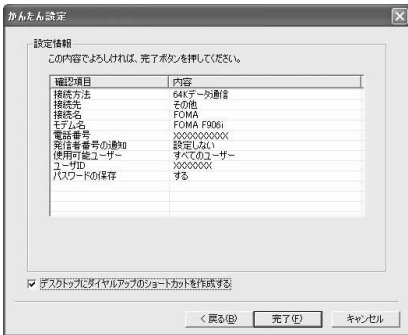 かんたん設定
設定情報
この内容でよろしければ、完了ボタンを押してください。
確認項目 内容
接続方法 64Kデータ通信
接続先 その他
接続名 FOMA
モデム名 FOMA F906i
電話番号 XXXXXXXXXX
発信者番号の通知 設定しない
使用可能ユーザー すべてのユーザー
ユーザID XXXXXXX
パスワードの保存 する
デスクトップにダイヤルアップのショートカットを作成する
< 戻る(B) 完了(F) キャンセル